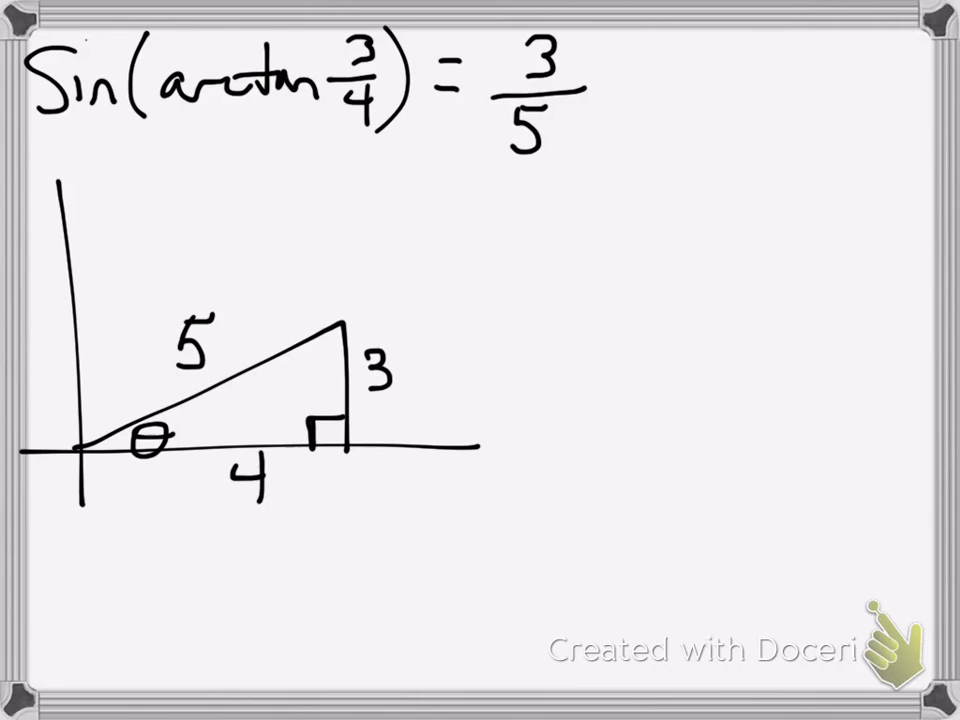 Sin(arctan 3/4) = 3/5
5
3
θ
4
Created with Doceri